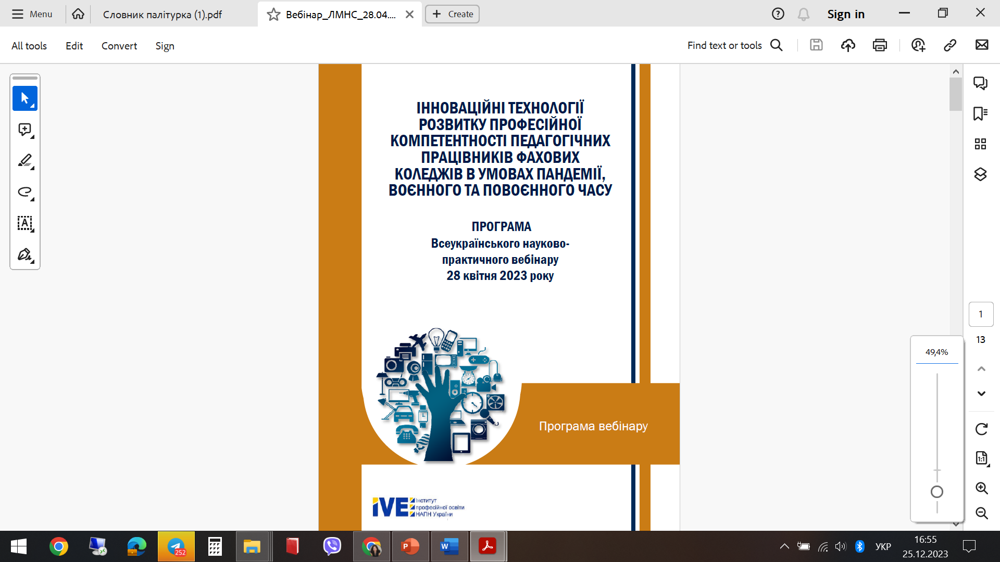 Menu
Словник палітурка (1).pdf
Вебінар_ЛМНС_28.04....
Create
Sign in
All tools
Edit
Convert
Sign
Find text or tools
ІННОВАЦІЙНІ ТЕХНОЛОГІЇ
РОЗВИТКУ ПРОФЕСІЙНОЇ
КОМПЕТЕНТНОСТІ ПЕДАГОГІЧНИХ
ПРАЦІВНИКІВ ФАХОВИХ
КОЛЕДЖІВ В УМОВАХ ПАНДЕМІЇ,
ВОЄННОГО ТА ПОВОЄННОГО ЧАСУ
ПРОГРАМА
Всеукраїнського науково-
практичного вебінару
28 квітня 2023 року
Програма вебінару
IVE
Інститут
професійної освіти
НАПН України
1
13
49,4%
1:1
252
УКР
16:55
25.12.2023